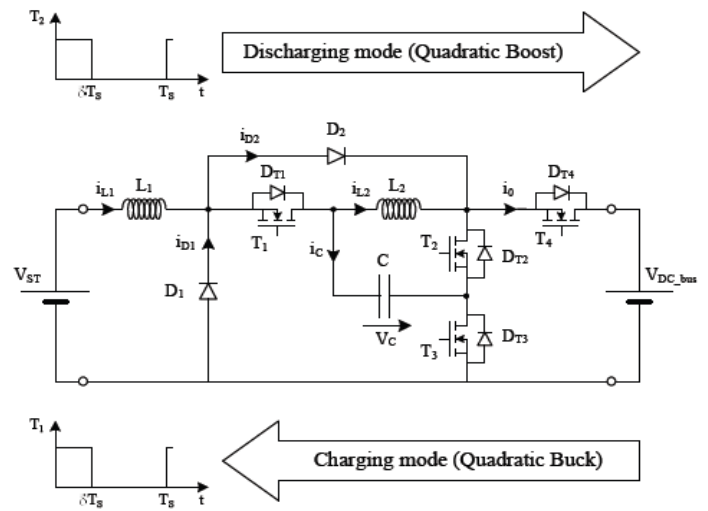 T2
δTS TS t
Discharging mode (Quadratic Boost)
iD2 D2
iL1 L1 DT1 iL2 L2 i0 DT4
T1 T4
iD1 iC T2 DT2
VST D1 C VDC_bus
VC T3 DT3
T1
δTS TS t
Charging mode (Quadratic Buck)